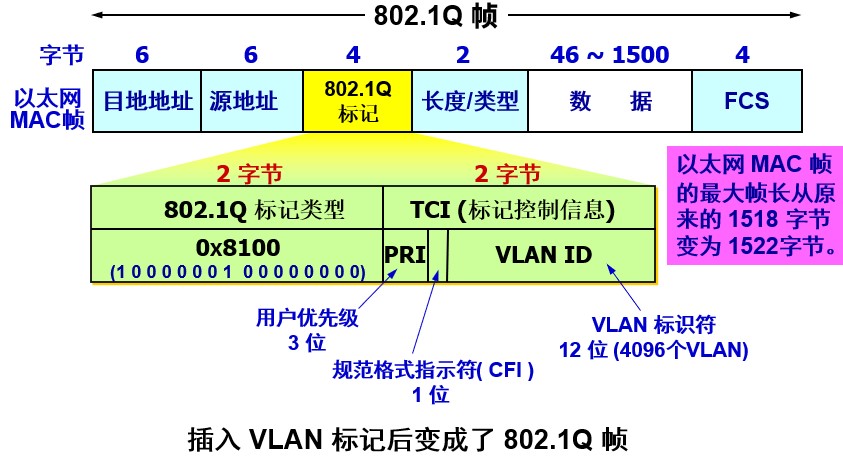 802.1Q 帧
字节 6 6 4 2 46 ~ 1500 4
以太网
MAC帧
目地地址 源地址 802.1Q
标记
长度/类型 数 据 FCS
2 字节 2 字节
802.1Q 标记类型 TCI (标记控制信息)
0x8100
(1 0 0 0 0 0 0 1 0 0 0 0 0 0 0 0)
PRI VLAN ID
用户优先级
3 位
规范格式指示符( CFI )
1 位
VLAN 标识符
12 位 (4096个VLAN)
以太网 MAC 帧
的最大帧长从原
来的 1518 字节
变为 1522字节。
插入 VLAN 标记后变成了 802.1Q 帧